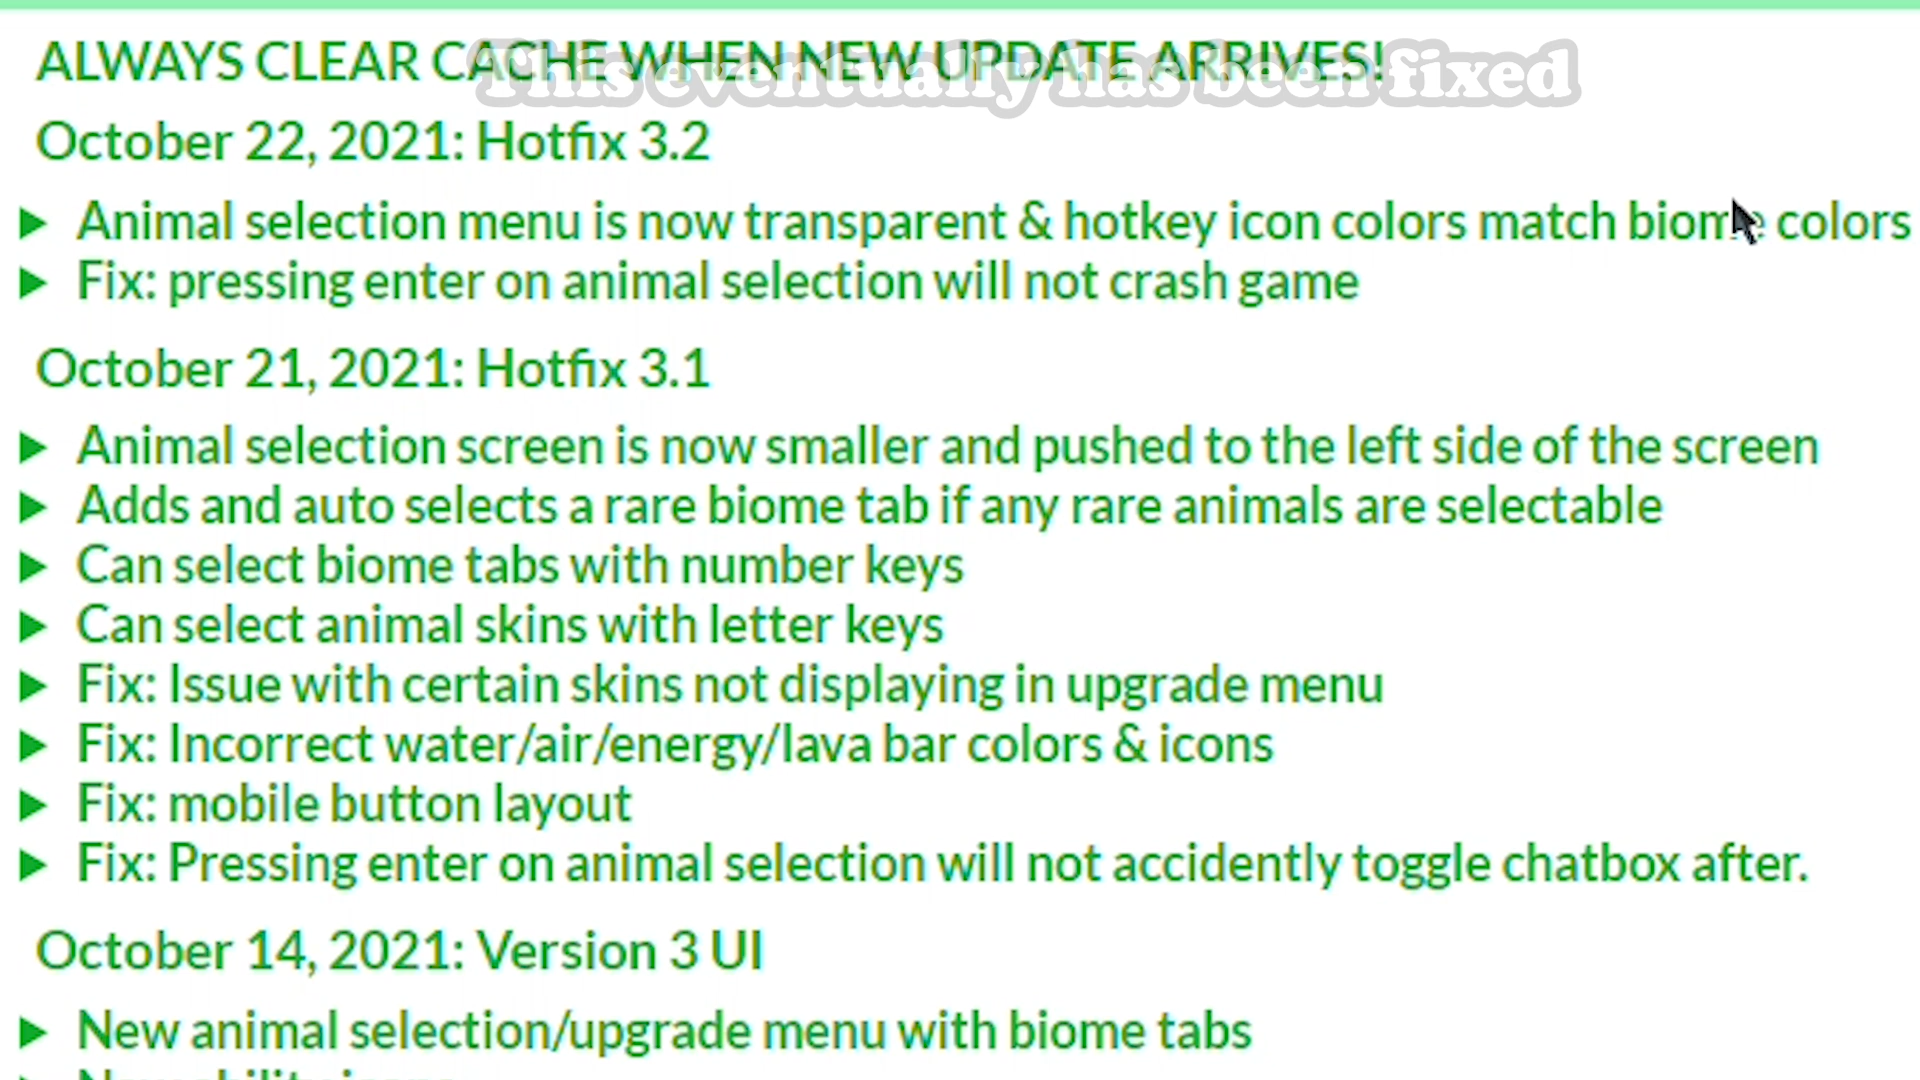 ALWAYS CLEAR CACHE WHEN NEW UPDATE ARRIVES!
This eventually has been fixed
October 22, 2021: Hotfix 3.2
Animal selection menu is now transparent & hotkey icon colors match biome colors
Fix: pressing enter on animal selection will not crash game
October 21, 2021: Hotfix 3.1
Animal selection screen is now smaller and pushed to the left side of the screen
Adds and auto selects a rare biome tab if any rare animals are selectable
Can select biome tabs with number keys
Can select animal skins with letter keys
Fix: Issue with certain skins not displaying in upgrade menu
Fix: Incorrect water/air/energy/lava bar colors & icons
Fix: mobile button layout
Fix: Pressing enter on animal selection will not accidently toggle chatbox after.
October 14, 2021: Version 3 UI
New animal selection/upgrade menu with biome tabs